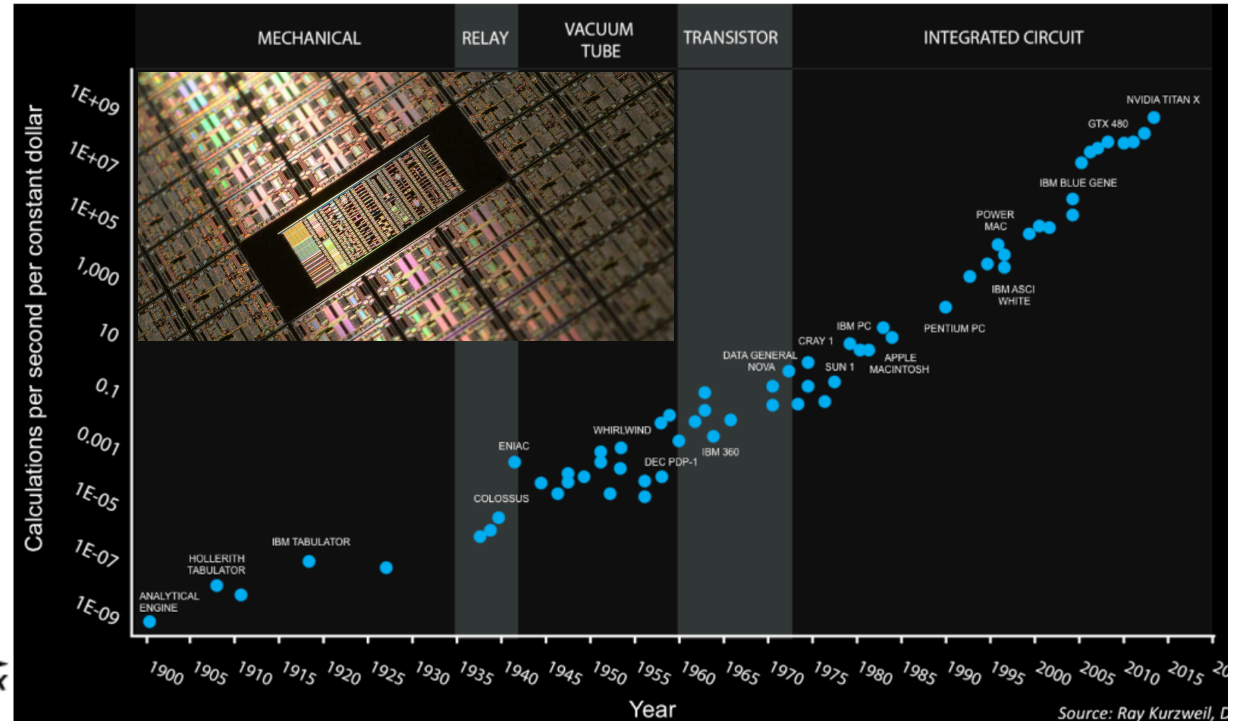 MECHANICAL
RELAY
VACUUM
TUBE
TRANSISTOR
INTEGRATED CIRCUIT
Calculations per second per constant dollar
1E+09
1E+07
1E+05
1,000
10
0.1
0.001
1E-05
1E-07
1E-09
NVIDIA TITAN X
GTX 480
IBM BLUE GENE
POWER
MAC
IBM ASCI
WHITE
PENTIUM PC
IBM PC
CRAY 1
APPLE
MACINTOSH
DATA GENERAL
NOVA
SUN 1
WHIRLWIND
ENIAC
DEC PDP-1
IBM 360
COLOSSUS
IBM TABULATOR
HOLLERITH
TABULATOR
ANALYTICAL
ENGINE
1900 1905 1910 1915 1920 1925 1930 1935 1940 1945 1950 1955 1960 1965 1970 1975 1980 1985 1990 1995 2000 2005 2010 2015
Year
Source: Ray Kurzweil,